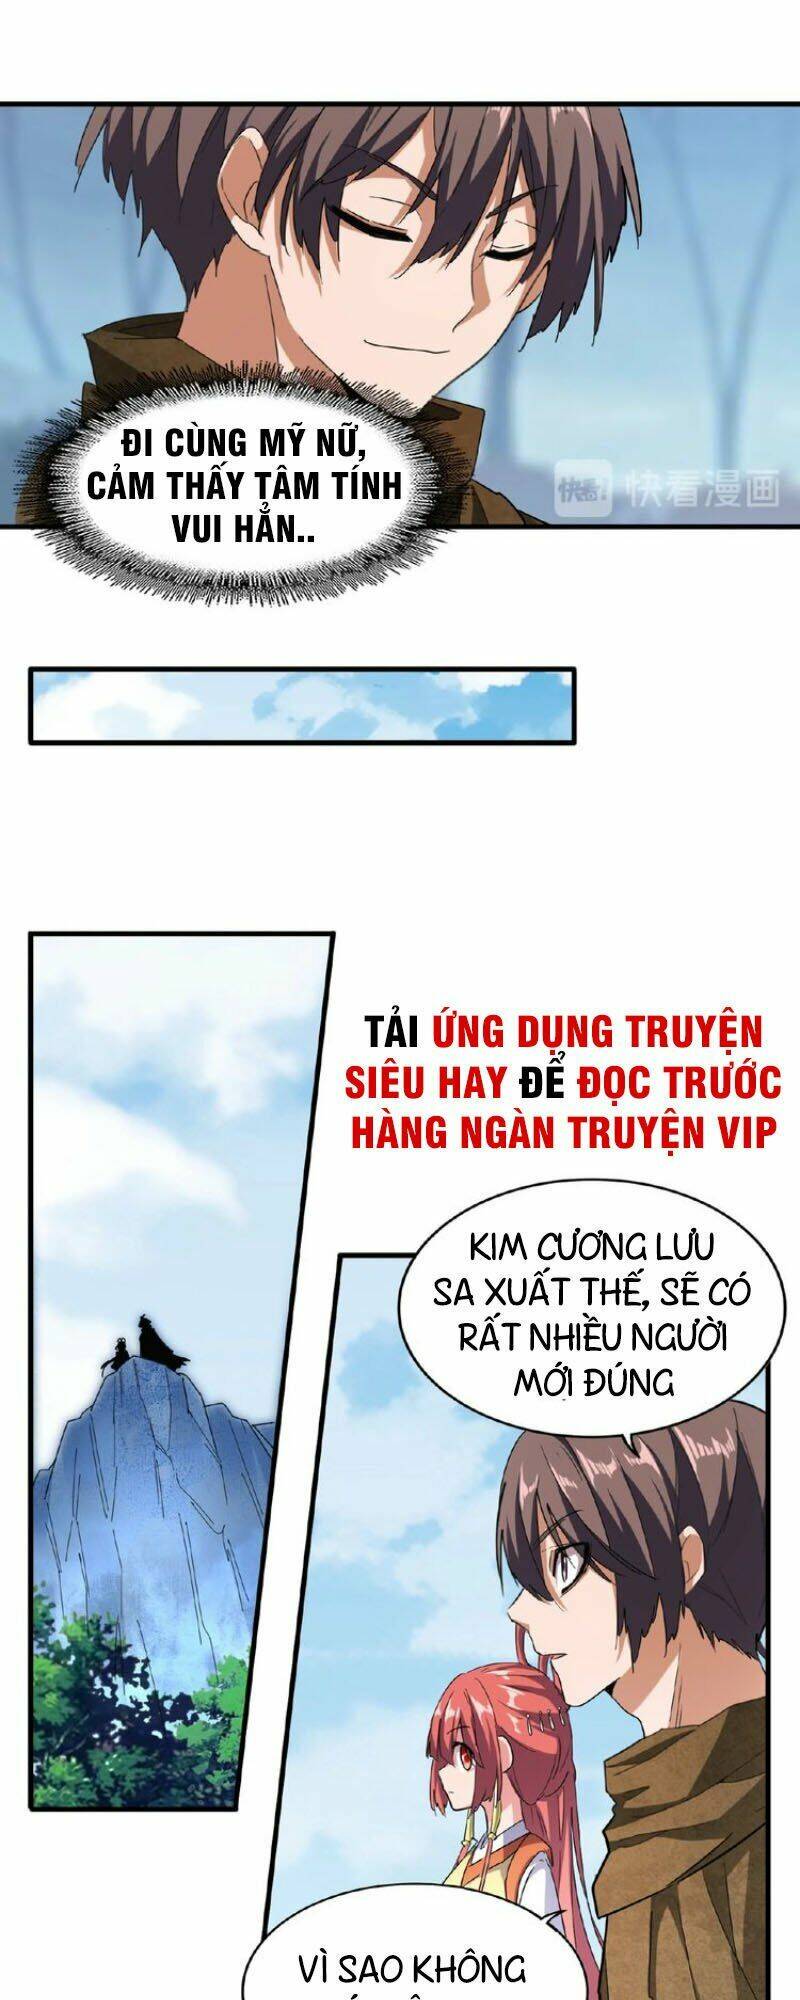 ĐI CÙNG MỸ NỮ,
CẢM THẤY TÂM TÍNH
VUI HẲN..
快看! 快看漫画
TẢI ỨNG DỤNG TRUYỆN
SIÊU HAY ĐỂ ĐỌC TRƯỚC
HÀNG NGÀN TRUYỆN VIP
KIM CƯƠNG LƯU
SA XUẤT THẾ, SẼ CÓ
RẤT NHIỀU NGƯỜI
MỚI ĐÚNG
VÌ SAO KHÔNG